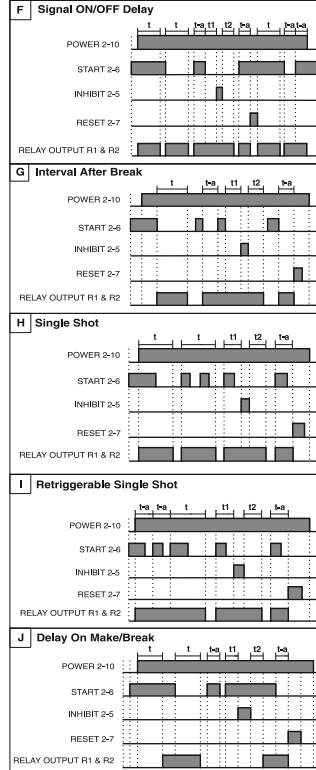 F Signal ON/OFF Delay
t t t-a t1 t2 t-a t t-a t-a
POWER 2-10
START 2-6
INHIBIT 2-5
RESET 2-7
RELAY OUTPUT R1 & R2
G Interval After Break
t t-a t1 t2 t-a
POWER 2-10
START 2-6
INHIBIT 2-5
RESET 2-7
RELAY OUTPUT R1 & R2
H Single Shot
t t t1 t2 t-a
POWER 2-10
START 2-6
INHIBIT 2-5
RESET 2-7
RELAY OUTPUT R1 & R2
I Retriggerable Single Shot
t-a t-a t t1 t2 t-a
POWER 2-10
START 2-6
INHIBIT 2-5
RESET 2-7
RELAY OUTPUT R1 & R2
J Delay On Make/Break
t t t-a t1 t2 t-a
POWER 2-10
START 2-6
INHIBIT 2-5
RESET 2-7
RELAY OUTPUT R1 & R2